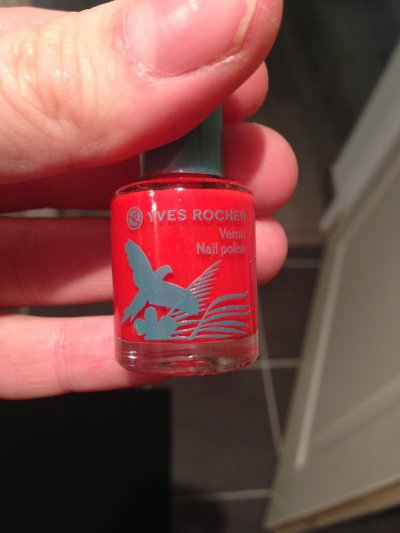 YVES ROCHER
Vernis
Nail polish